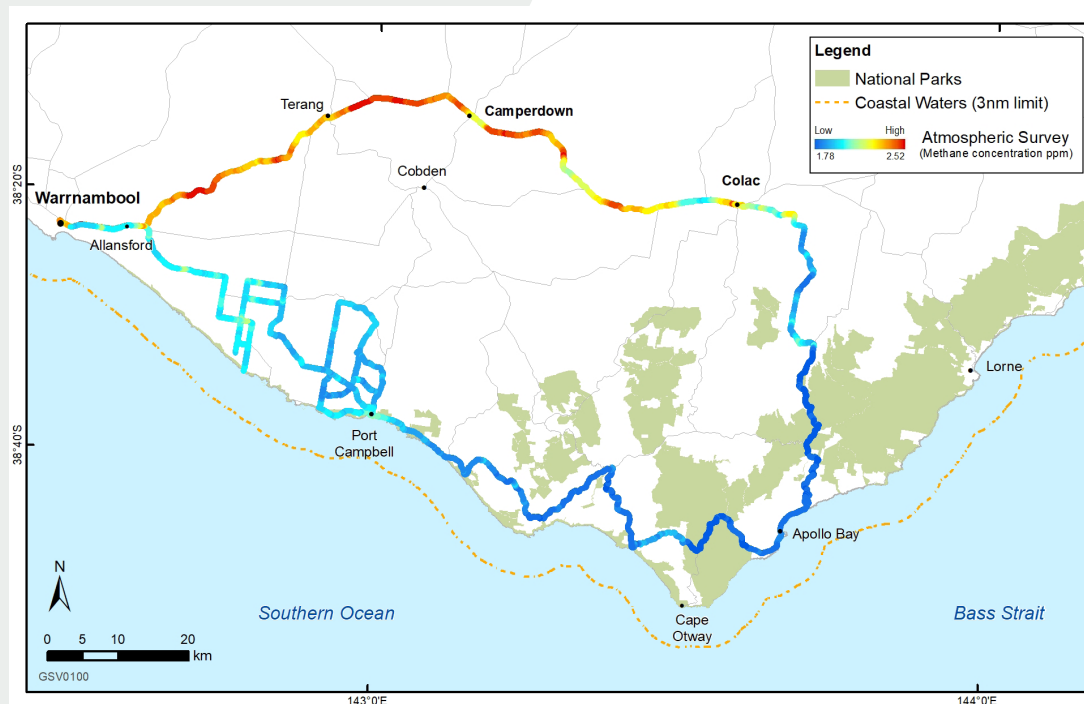 Legend
National Parks
Coastal Waters (3nm limit)
Low High
1.78 2.52
Atmospheric Survey
(Methane concentration ppm)
Terang
Camperdown
Cobden
Colac
38°20'S
Warrnambool
Allansford
Lorne
Port
Campbell
38°40'S
Apollo Bay
N
Southern Ocean
Cape
Otway
Bass Strait
0 5 10 20
km
GSV0100
143°0'E
144°0'E